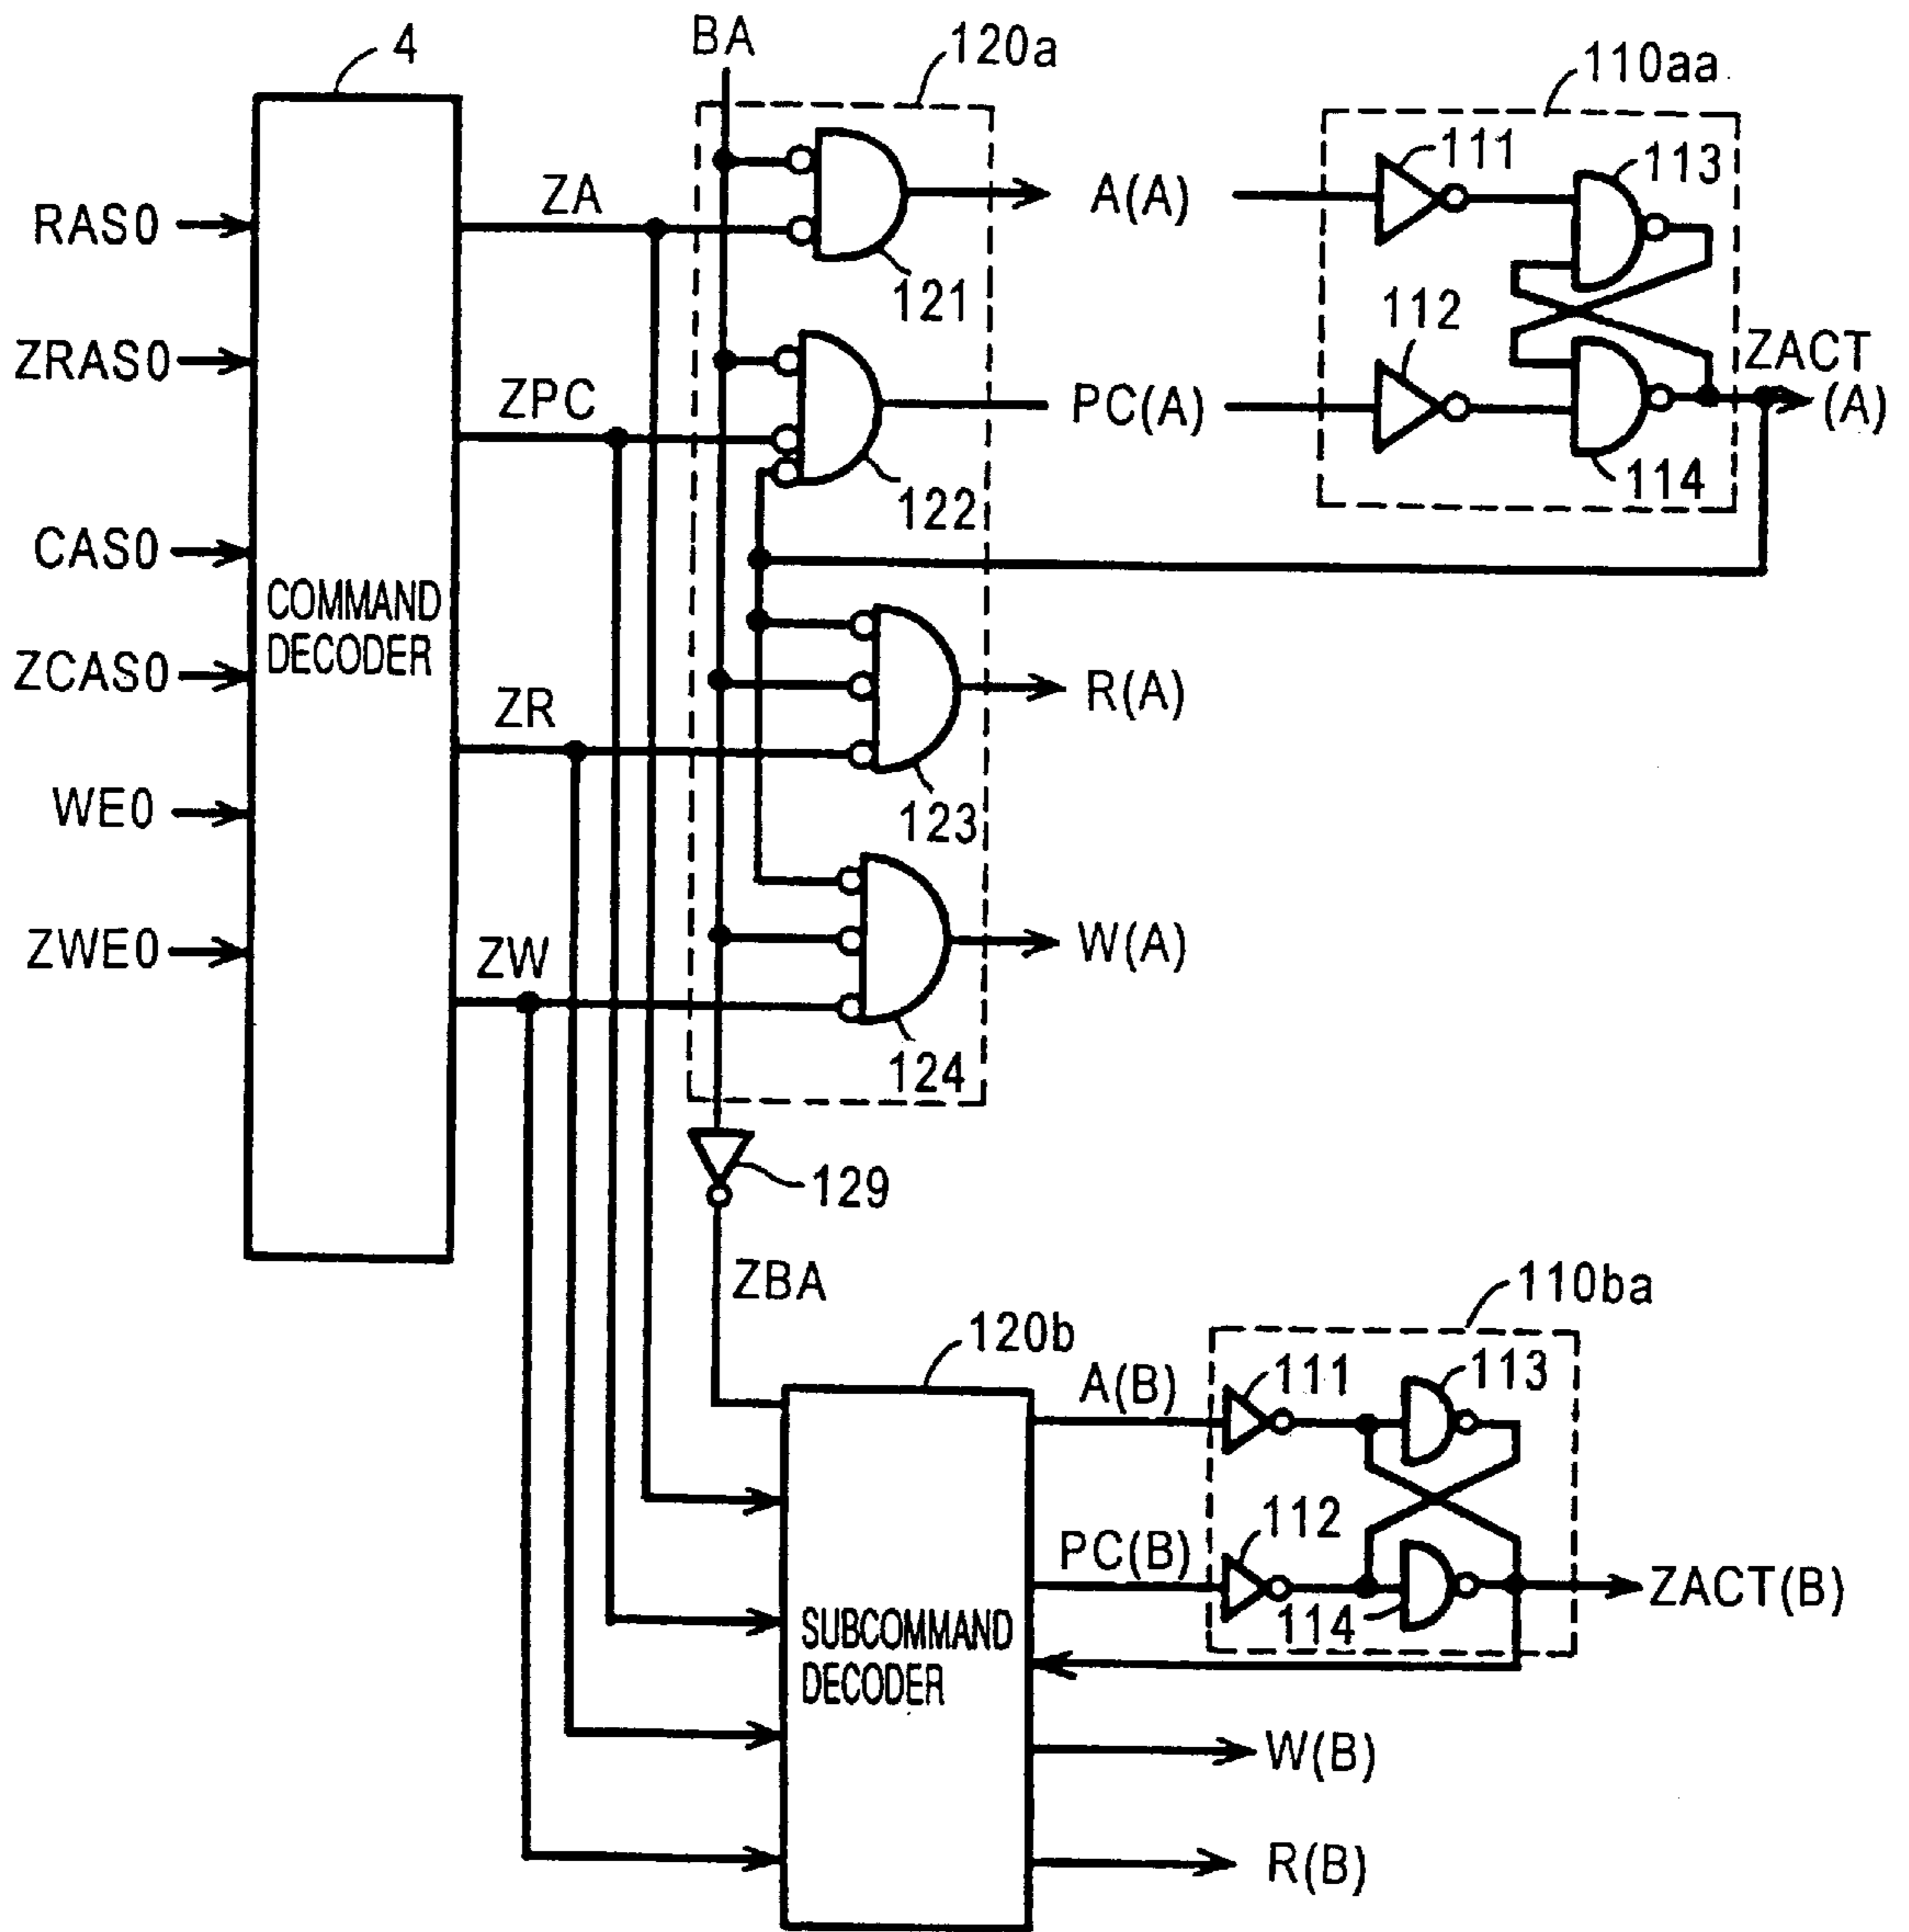 4
BA
120a
110aa
RAS0
ZA
A(A)
111
113
121
ZRAS0
ZPC
PC(A)
112
ZACT
(A)
122
114
CAS0
COMMAND
DECODER
ZCAS0
ZR
R(A)
WE0
123
ZWE0
ZW
W(A)
124
129
ZBA
110ba
120b
A(B)
111
113
PC(B)
112
114
ZACT(B)
SUBCOMMAND
DECODER
W(B)
R(B)